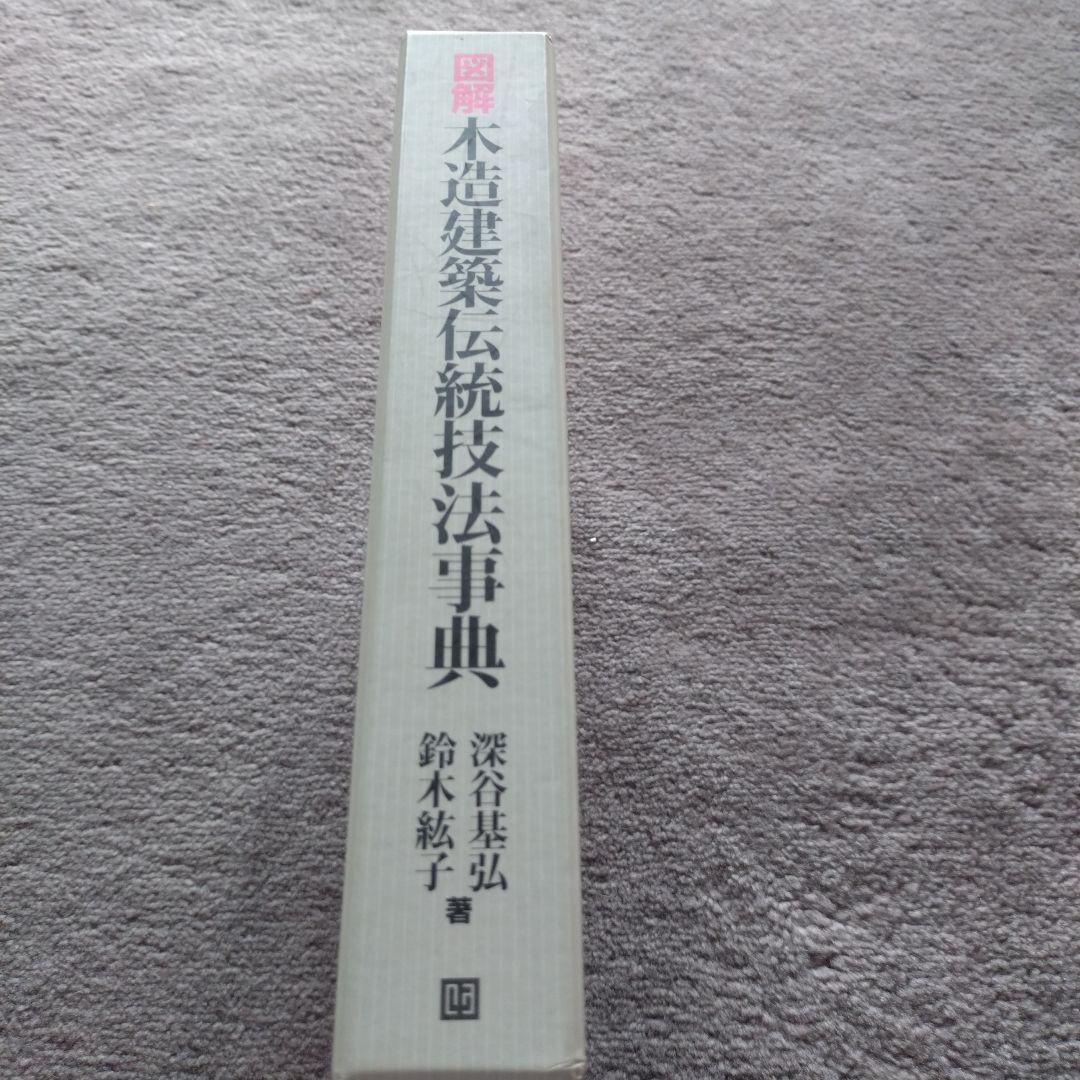 図解
木造建築伝統技法事典
深谷基弘
鈴木紘子
著